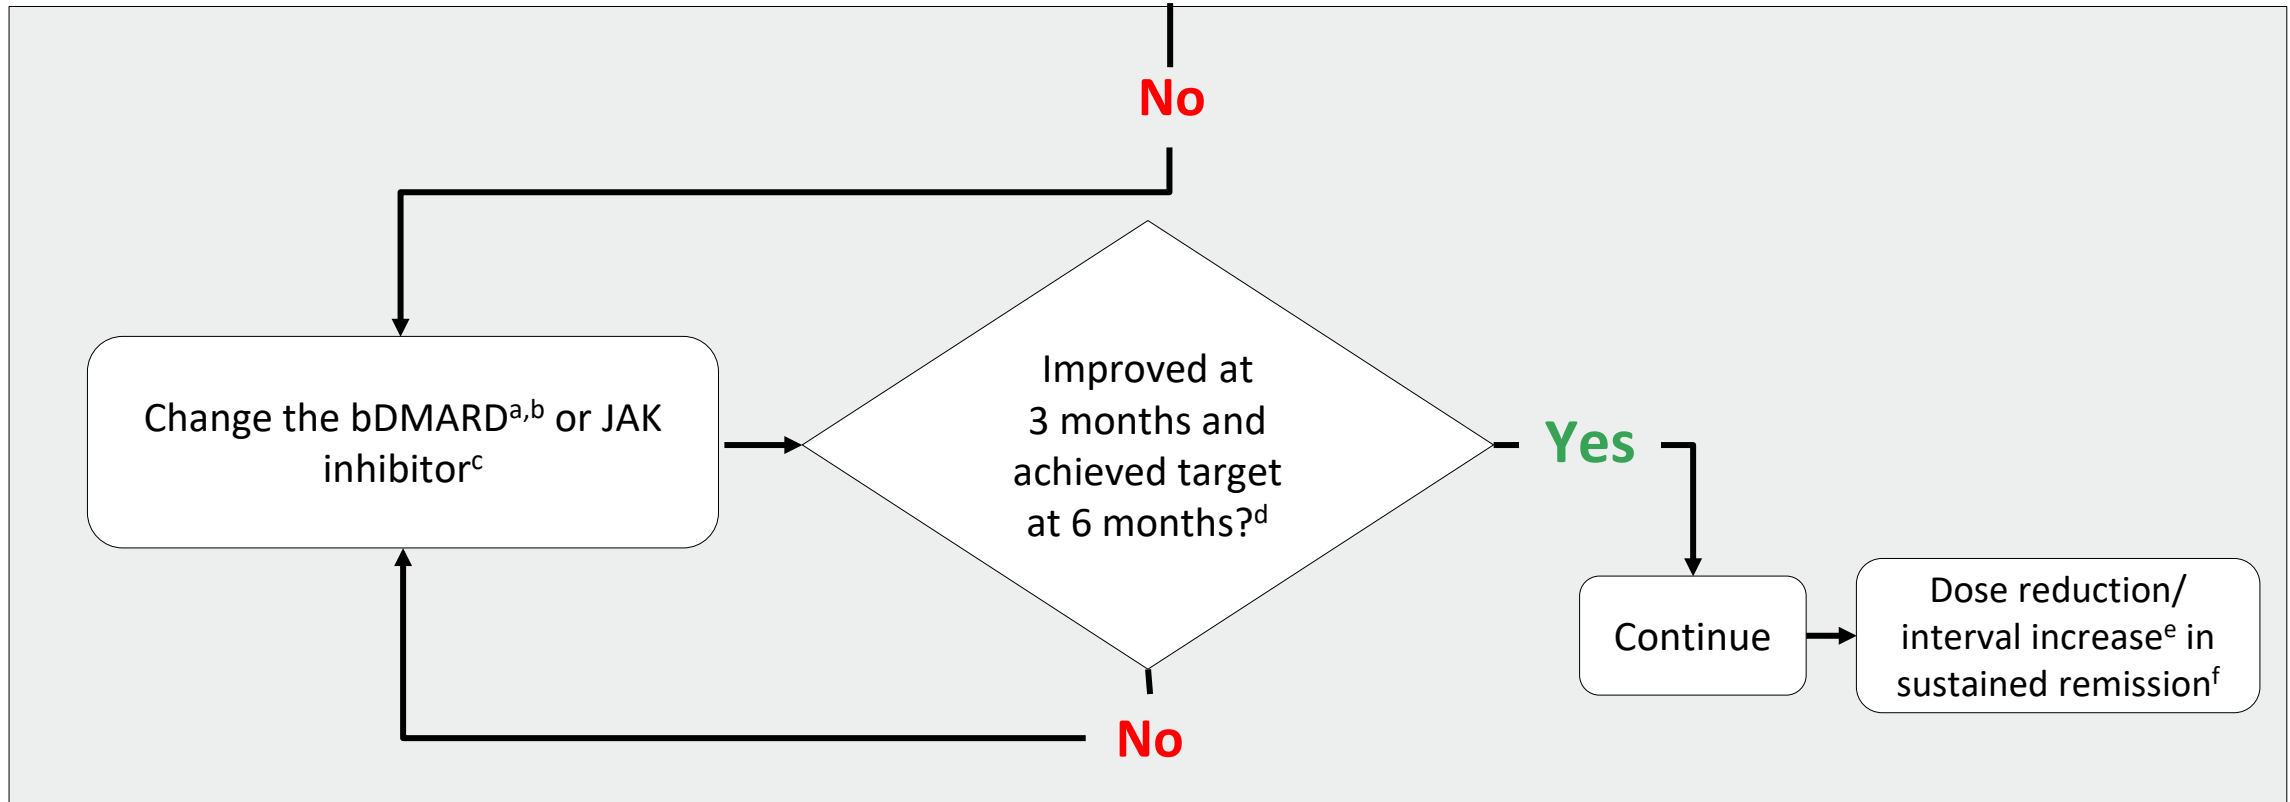 No
Change the bDMARDᵃ,ᵇ or JAK
inhibitorᶜ
Improved at
3 months and
achieved target
at 6 months?ᵈ
Yes
Continue
Dose reduction/
interval increaseᵉ in
sustained remissionᶠ
No